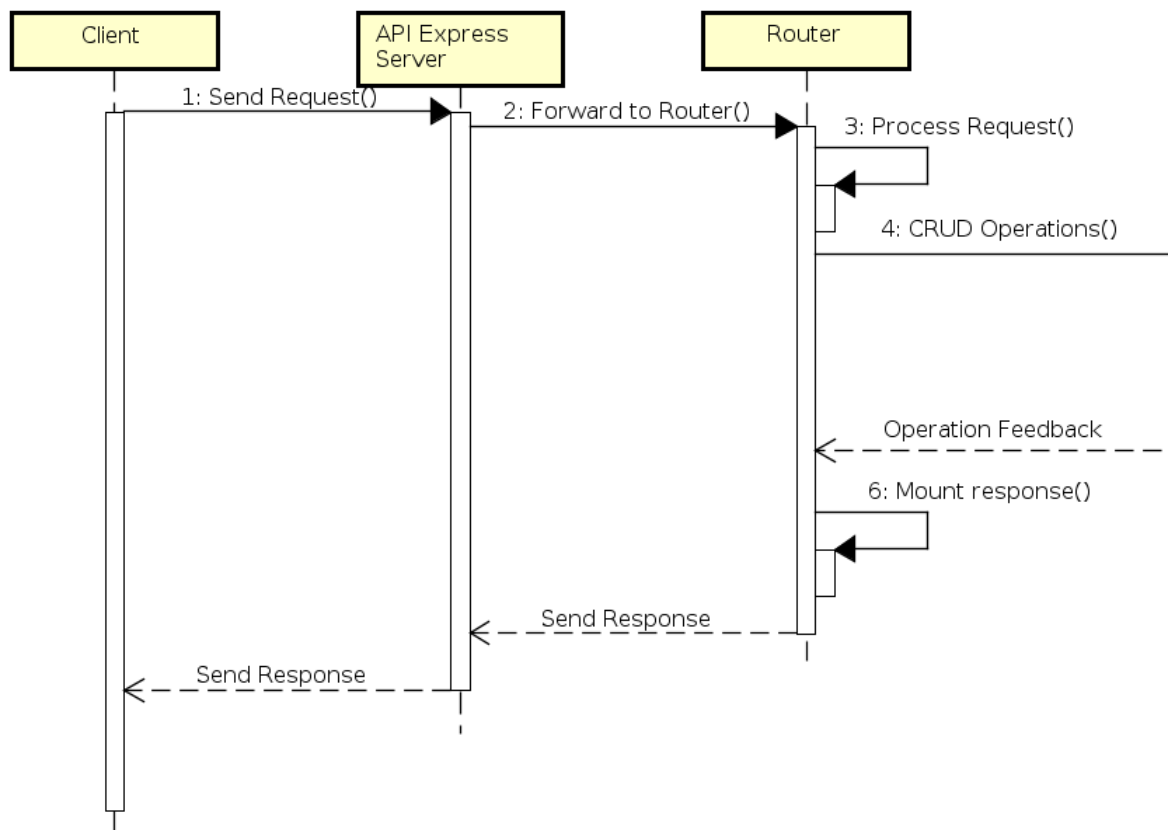 Client
API Express
Server
Router
1: Send Request()
2: Forward to Router()
3: Process Request()
4: CRUD Operations()
Operation Feedback
6: Mount response()
Send Response
Send Response